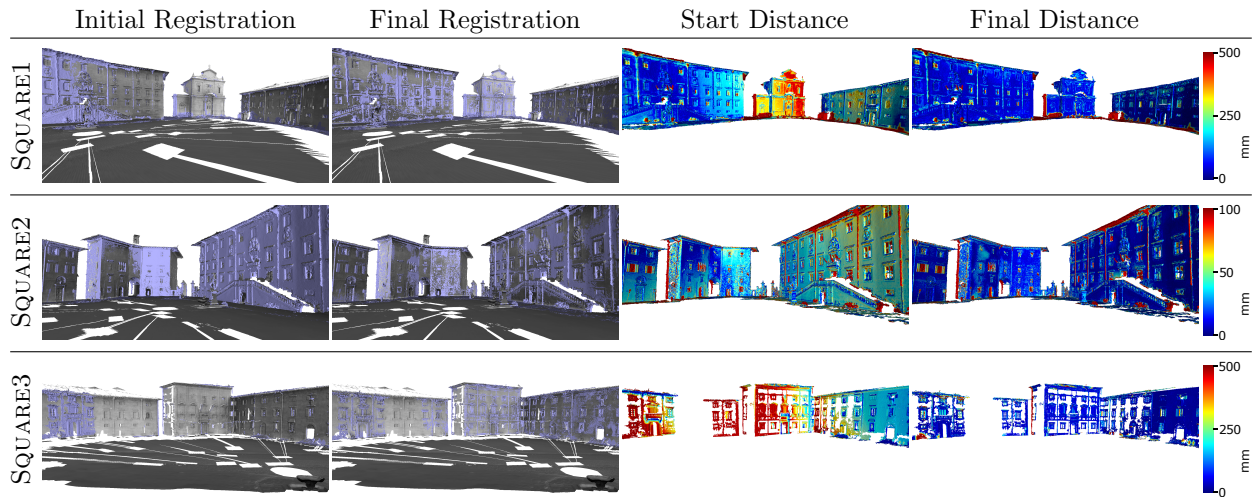 Initial Registration Final Registration Start Distance Final Distance
SQUARE1
500
250
0
mm
SQUARE2
100
50
0
mm
SQUARE3
500
250
0
mm